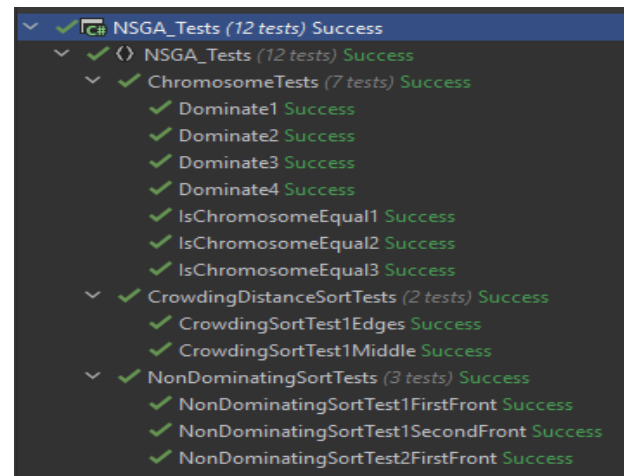 C# NSGA_Tests (12 tests) Success
NSGA_Tests (12 tests) Success
ChromosomeTests (7 tests) Success
Dominate1 Success
Dominate2 Success
Dominate3 Success
Dominate4 Success
IsChromosomeEqual1 Success
IsChromosomeEqual2 Success
IsChromosomeEqual3 Success
CrowdingDistanceSortTests (2 tests) Success
CrowdingSortTest1Edges Success
CrowdingSortTest1Middle Success
NonDominatingSortTests (3 tests) Success
NonDominatingSortTest1FirstFront Success
NonDominatingSortTest1SecondFront Success
NonDominatingSortTest2FirstFront Success